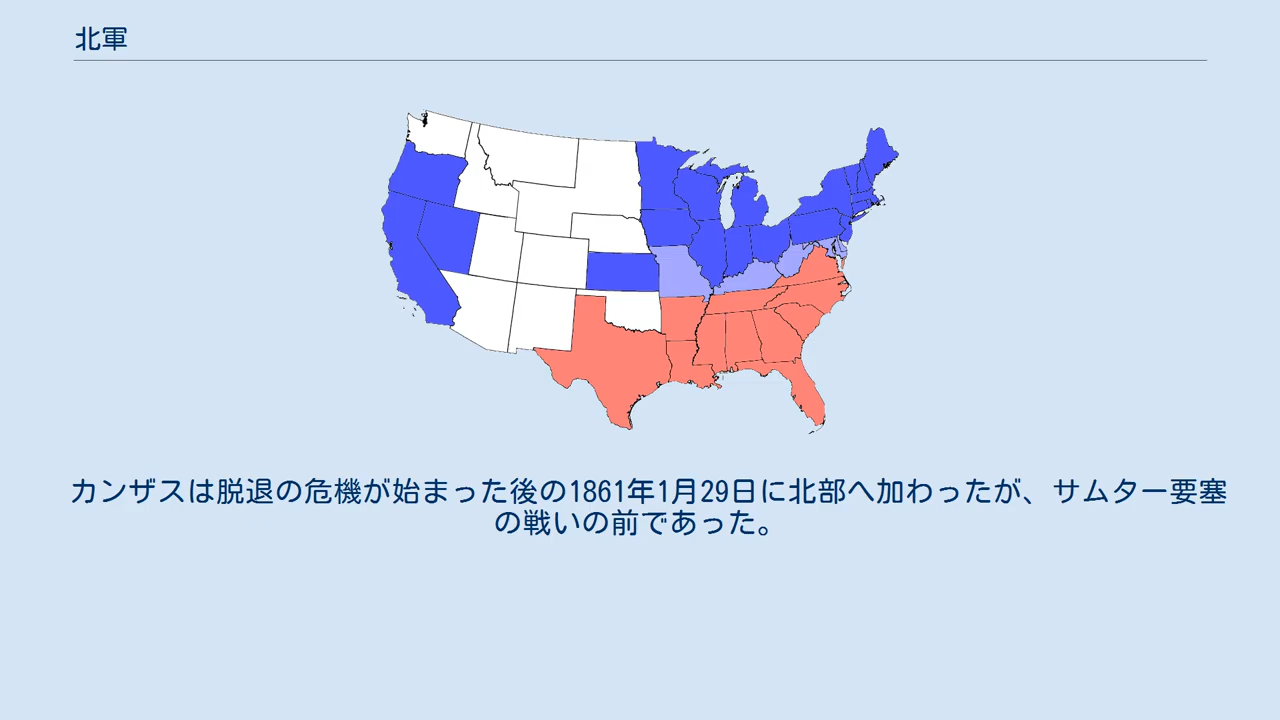 北軍
カンザスは脱退の危機が始まった後の1861年1月29日に北部へ加わったが、サムター要塞
の戦いの前であった。